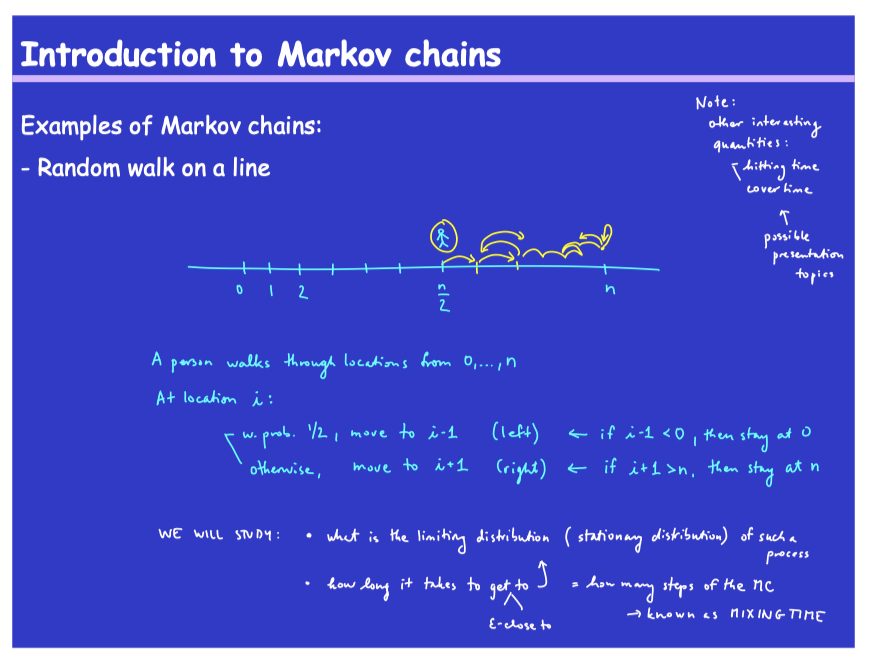 Introduction to Markov chains
Examples of Markov chains:
- Random walk on a line
Note:
other interesting
quantities:
hitting time
cover time
possible
presentation
topics
0 1 2 n/2 n
A person walks through locations from 0,...,n
At location i:
w. prob. 1/2, move to i-1 (left) ← if i-1 <0, then stay at 0
otherwise, move to i+1 (right) ← if i+1 >n, then stay at n
WE WILL STUDY: • what is the limiting distribution (stationary distribution) of such a
process
• how long it takes to get to = how many steps of the MC
ε-close to
→ known as MIXING TIME